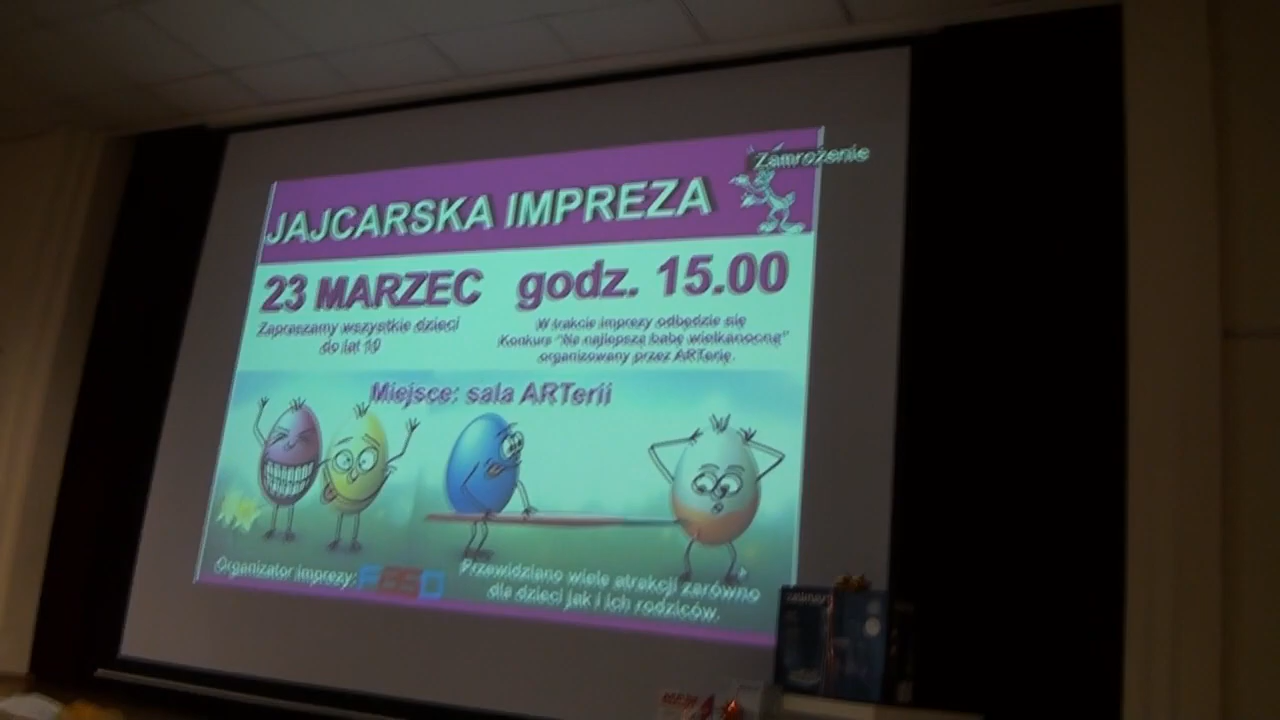 Zamrożenie
JAJCARSKA IMPREZA
23 MARZEC godz. 15.00
Zapraszamy wszystkie dzieci
do lat 19
W trakcie imprezy odbędzie się
Konkurs "Na najlepszą babę wielkanocną"
organizowany przez ARTerię.
Miejsce: sala ARTerii
Organizator imprezy:
Przewidziano wiele atrakcji zarówno
dla dzieci jak i ich rodziców.